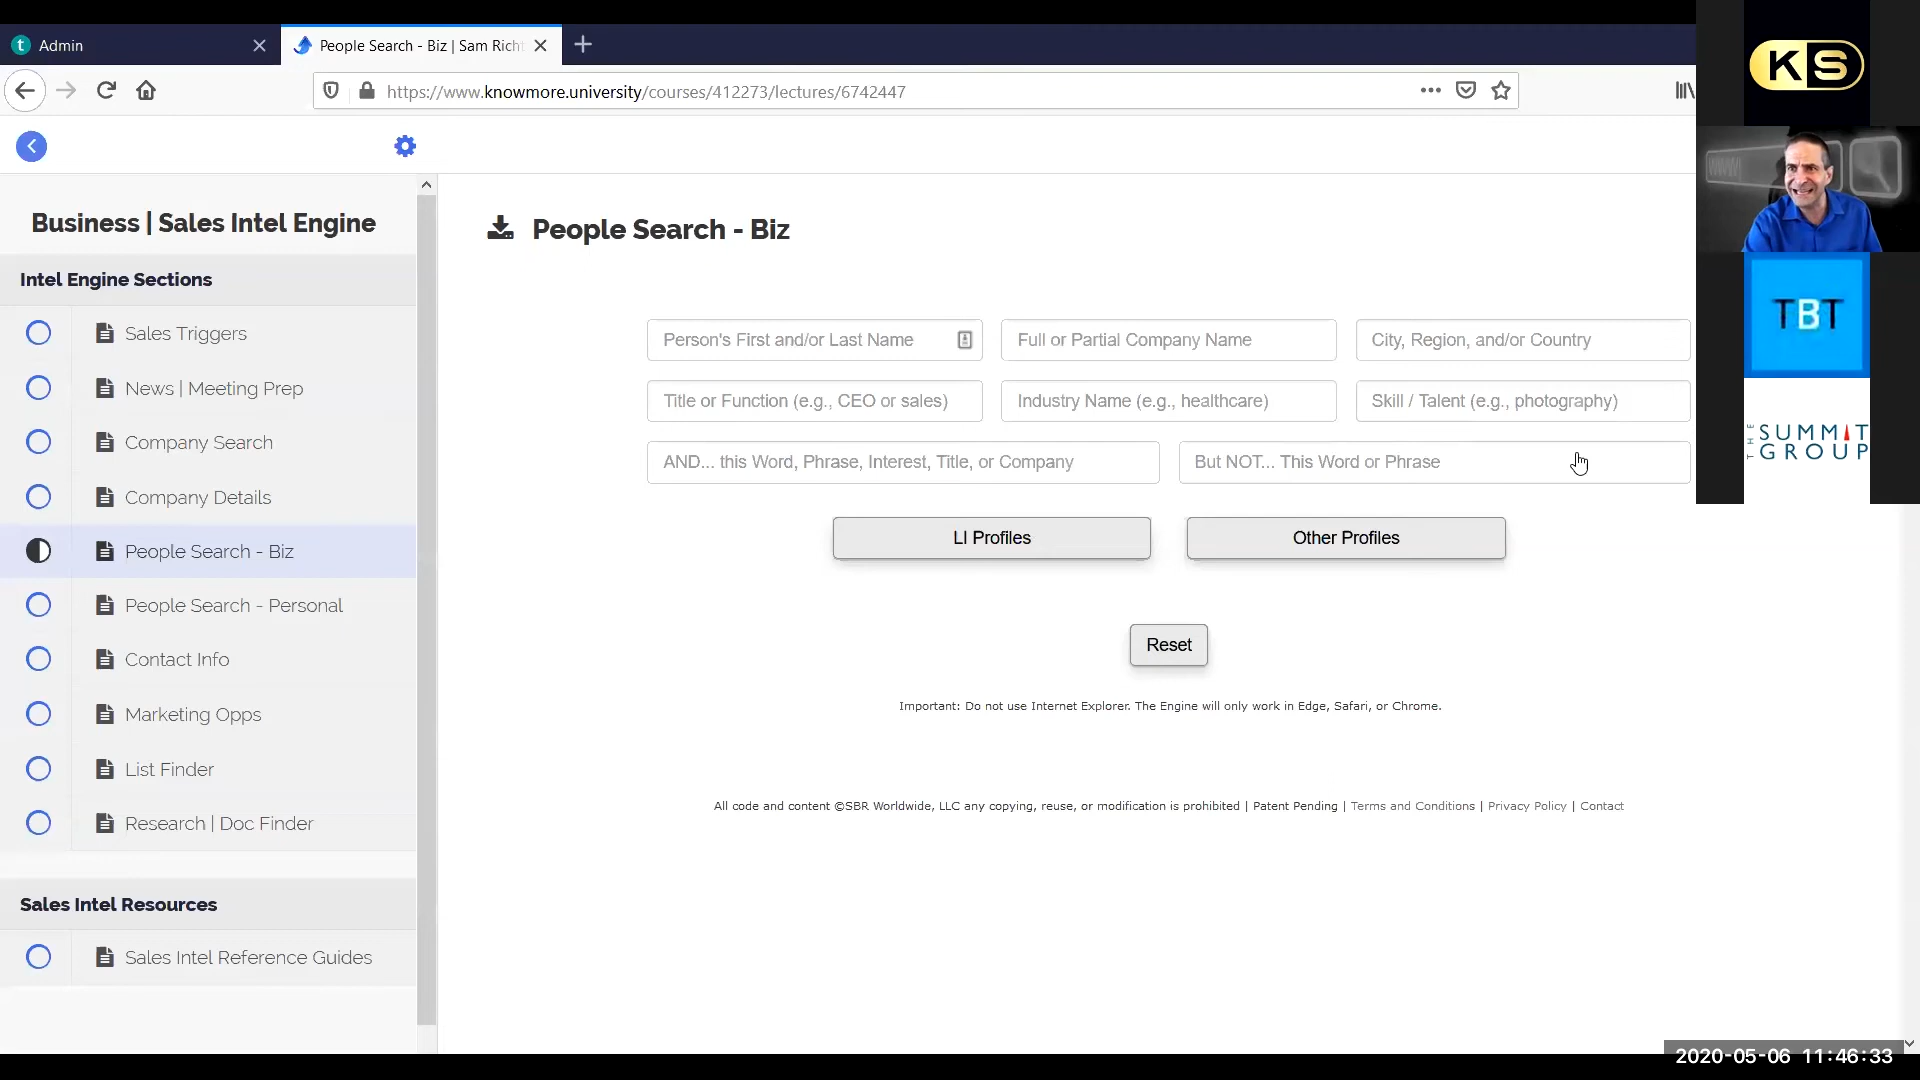 Admin
People Search - Biz | Sam Richt
https://www.knowmore.university/courses/412273/lectures/6742447
KS
Business | Sales Intel Engine
Intel Engine Sections
Sales Triggers
News | Meeting Prep
Company Search
Company Details
People Search - Biz
People Search - Personal
Contact Info
Marketing Opps
List Finder
Research | Doc Finder
Sales Intel Resources
Sales Intel Reference Guides
People Search - Biz
Person's First and/or Last Name
Full or Partial Company Name
City, Region, and/or Country
Title or Function (e.g., CEO or sales)
Industry Name (e.g., healthcare)
Skill / Talent (e.g., photography)
AND... this Word, Phrase, Interest, Title, or Company
But NOT... This Word or Phrase
LI Profiles
Other Profiles
Reset
Important: Do not use Internet Explorer. The Engine will only work in Edge, Safari, or Chrome.
All code and content ©SBR Worldwide, LLC any copying, reuse, or modification is prohibited | Patent Pending | Terms and Conditions | Privacy Policy | Contact
WWW
TBT
THE SUMMIT GROUP
2020-05-06 11:46:33